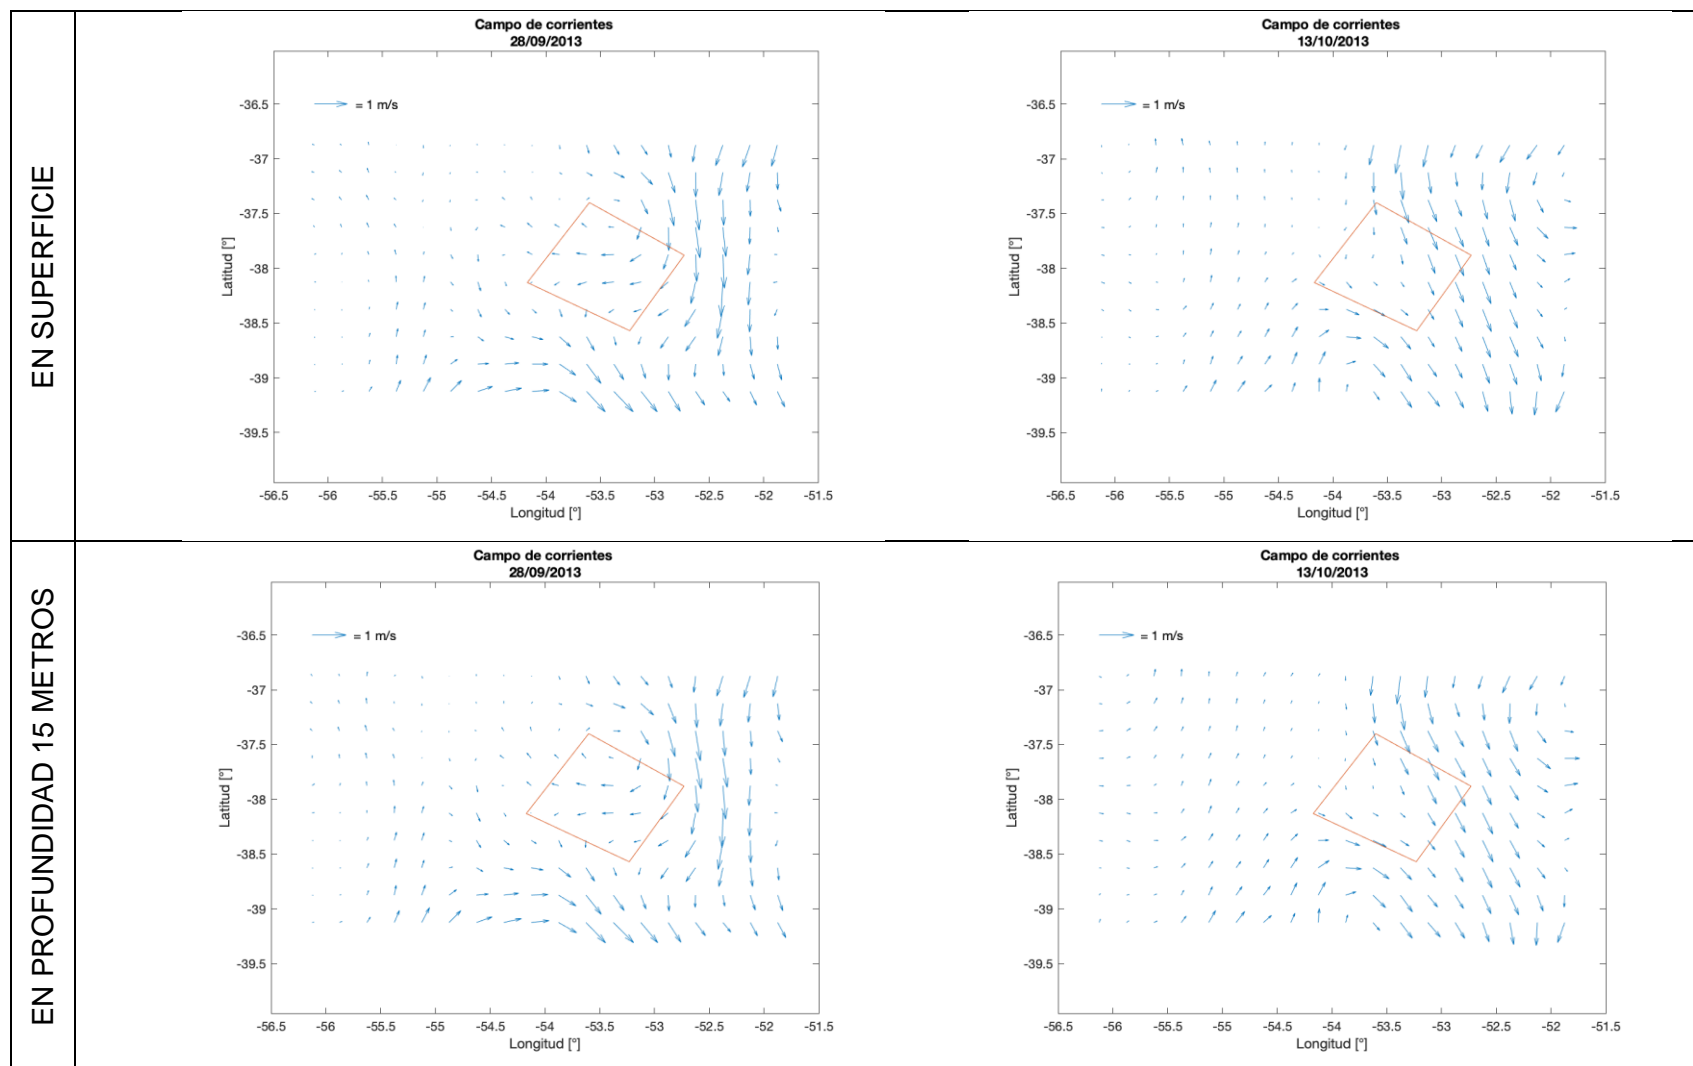 EN SUPERFICIE
Campo de corrientes
28/09/2013
= 1 m/s
-36.5
-37
-37.5
-38
-38.5
-39
-39.5
Latitud [°]
-56.5 -56 -55.5 -55 -54.5 -54 -53.5 -53 -52.5 -52 -51.5
Longitud [°]
Campo de corrientes
13/10/2013
= 1 m/s
-36.5
-37
-37.5
-38
-38.5
-39
-39.5
Latitud [°]
-56.5 -56 -55.5 -55 -54.5 -54 -53.5 -53 -52.5 -52 -51.5
Longitud [°]
EN PROFUNDIDAD 15 METROS
Campo de corrientes
28/09/2013
= 1 m/s
-36.5
-37
-37.5
-38
-38.5
-39
-39.5
Latitud [°]
-56.5 -56 -55.5 -55 -54.5 -54 -53.5 -53 -52.5 -52 -51.5
Longitud [°]
Campo de corrientes
13/10/2013
= 1 m/s
-36.5
-37
-37.5
-38
-38.5
-39
-39.5
Latitud [°]
-56.5 -56 -55.5 -55 -54.5 -54 -53.5 -53 -52.5 -52 -51.5
Longitud [°]